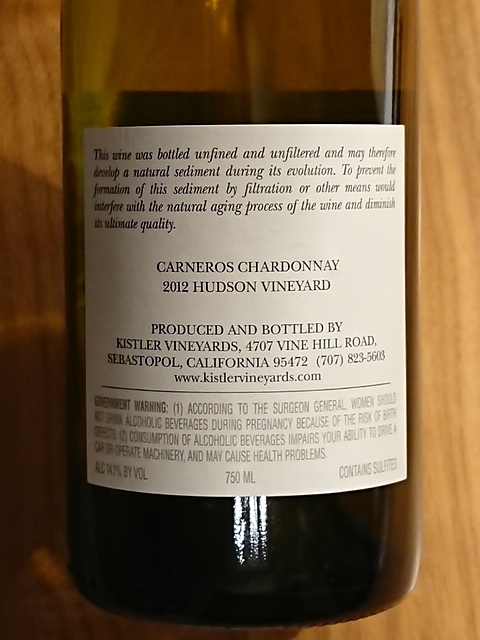 This wine was bottled unfined and unfiltered and may therefore
develop a natural sediment during its evolution. To prevent the
formation of this sediment by filtration or other means would
interfere with the natural aging process of the wine and diminish
its ultimate quality.
CARNEROS CHARDONNAY
2012 HUDSON VINEYARD
PRODUCED AND BOTTLED BY
KISTLER VINEYARDS, 4707 VINE HILL ROAD,
SEBASTOPOL, CALIFORNIA 95472 (707) 823-5603
www.kistlervineyards.com
GOVERNMENT WARNING: (1) ACCORDING TO THE SURGEON GENERAL, WOMEN SHOULD
NOT DRINK ALCOHOLIC BEVERAGES DURING PREGNANCY BECAUSE OF THE RISK OF BIRTH
DEFECTS. (2) CONSUMPTION OF ALCOHOLIC BEVERAGES IMPAIRS YOUR ABILITY TO DRIVE A
CAR OR OPERATE MACHINERY, AND MAY CAUSE HEALTH PROBLEMS.
ALC 14.1% BY VOL 750 ML CONTAINS SULFITES